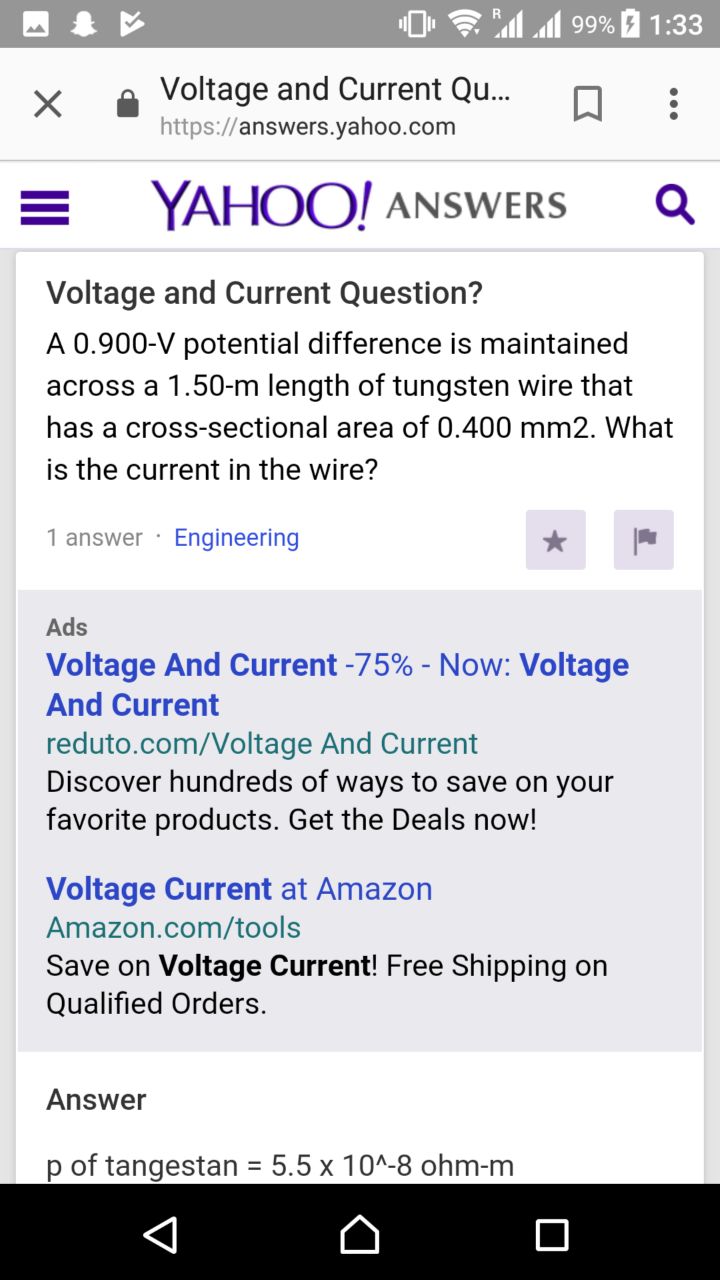 R 99% 1:33
Voltage and Current Qu...
https://answers.yahoo.com
YAHOO! ANSWERS
Voltage and Current Question?
A 0.900-V potential difference is maintained
across a 1.50-m length of tungsten wire that
has a cross-sectional area of 0.400 mm2. What
is the current in the wire?
1 answer · Engineering
Ads
Voltage And Current -75% - Now: Voltage
And Current
reduto.com/Voltage And Current
Discover hundreds of ways to save on your
favorite products. Get the Deals now!
Voltage Current at Amazon
Amazon.com/tools
Save on Voltage Current! Free Shipping on
Qualified Orders.
Answer
p of tangestan = 5.5 x 10^-8 ohm-m